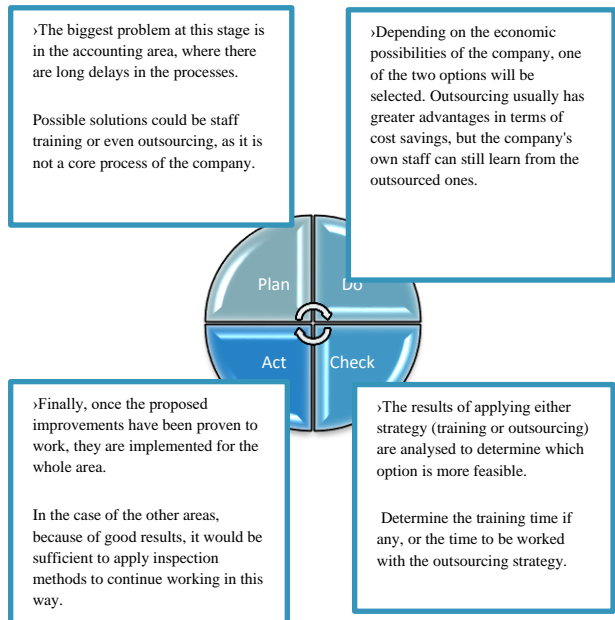 ›The biggest problem at this stage is
in the accounting area, where there
are long delays in the processes.
Possible solutions could be staff
training or even outsourcing, as it is
not a core process of the company.
›Depending on the economic
possibilities of the company, one
of the two options will be
selected. Outsourcing usually has
greater advantages in terms of
cost savings, but the company's
own staff can still learn from the
outsourced ones.
Plan
Do
Act
Check
›Finally, once the proposed
improvements have been proven to
work, they are implemented for the
whole area.
In the case of the other areas,
because of good results, it would be
sufficient to apply inspection
methods to continue working in this
way.
›The results of applying either
strategy (training or outsourcing)
are analysed to determine which
option is more feasible.
Determine the training time if
any, or the time to be worked
with the outsourcing strategy.